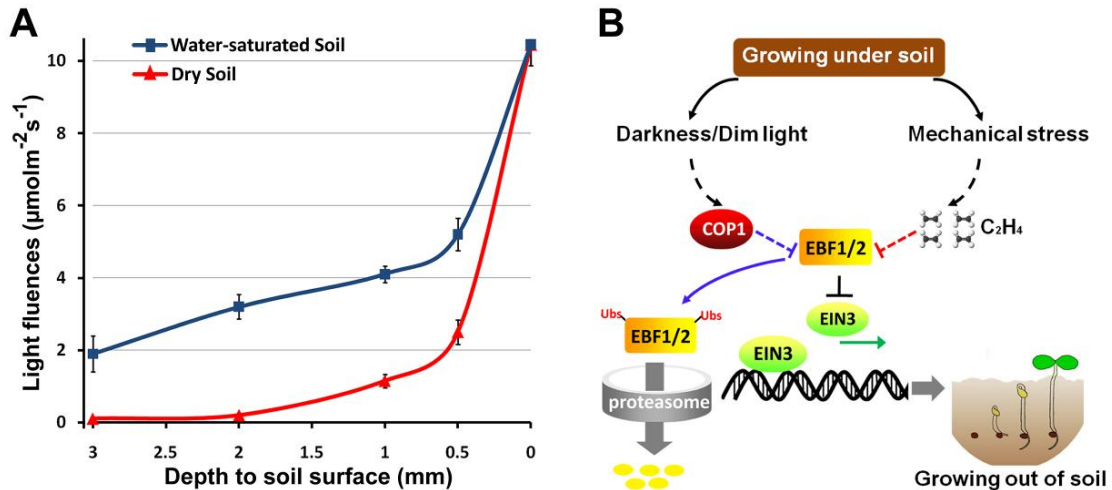 A
Water-saturated Soil
Dry Soil
Light fluences (µmolm⁻²s⁻¹)
10
8
6
4
2
0
3
2.5
2
1.5
1
0.5
0
Depth to soil surface (mm)
B
Growing under soil
Darkness/Dim light
Mechanical stress
COP1
EBF1/2
C₂H₄
EIN3
Ubs
Ubs
EBF1/2
EIN3
proteasome
Growing out of soil